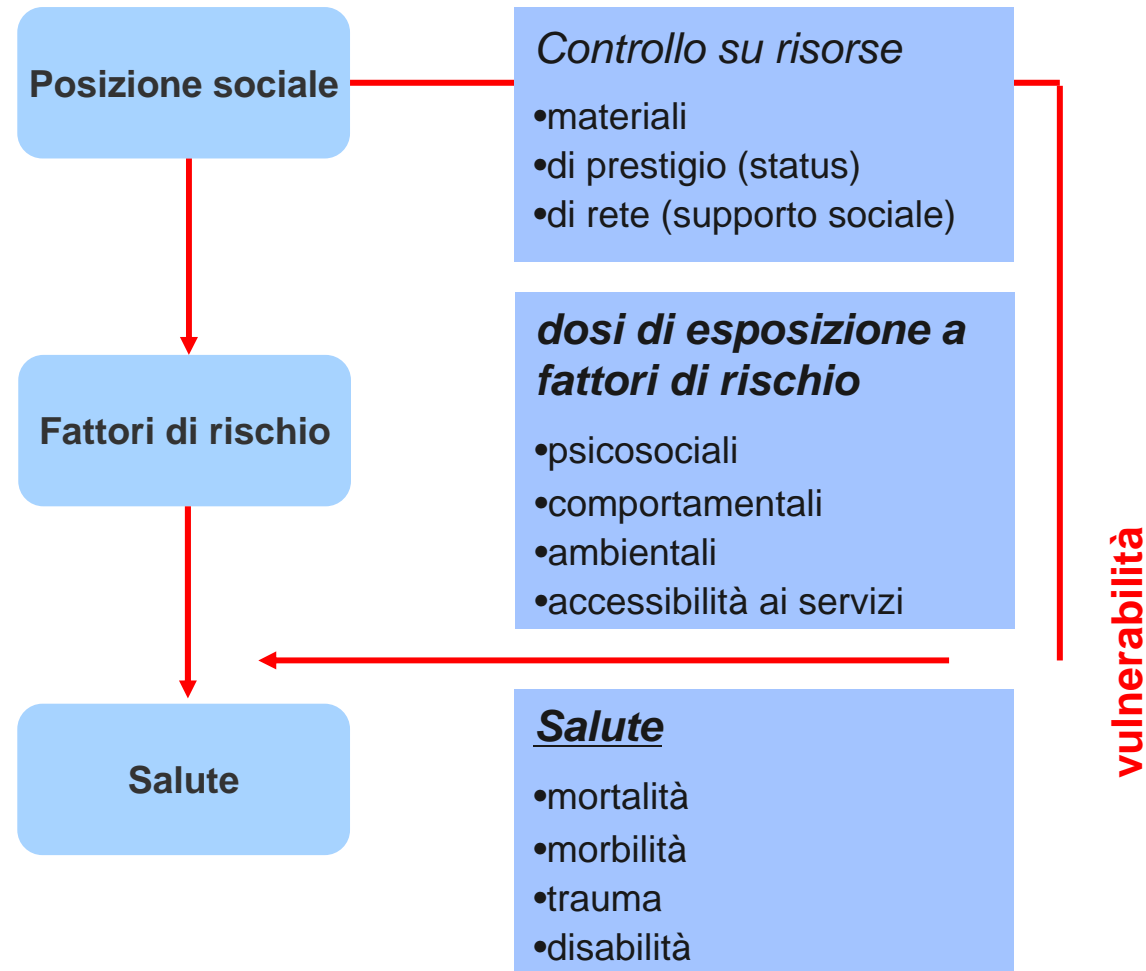 Posizione sociale
Controllo su risorse
•materiali
•di prestigio (status)
•di rete (supporto sociale)
Fattori di rischio
dosi di esposizione a
fattori di rischio
•psicosociali
•comportamentali
•ambientali
•accessibilità ai servizi
vulnerabilità
Salute
Salute
•mortalità
•morbilità
•trauma
•disabilità